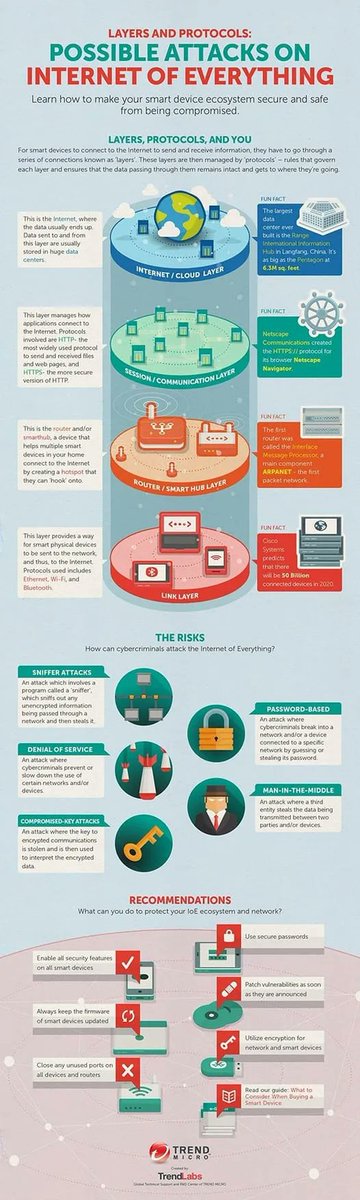 LAYERS AND PROTOCOLS:
POSSIBLE ATTACKS ON
INTERNET OF EVERYTHING
Learn how to make your smart device ecosystem secure and safe
from being compromised.
LAYERS, PROTOCOLS, AND YOU
For smart devices to connect to the Internet to send and receive information, they have to go through a
series of connections known as 'layers'. These layers are then managed by 'protocols' – rules that govern
each layer and ensures that the data passing through them remains intact and gets to where they're going.
This is the Internet, where
the data usually ends up.
Data sent to and from
this layer are usually
stored in huge data
centers.
INTERNET / CLOUD LAYER
FUN FACT
The largest
data
center ever
built is the Range
International Information
Hub in Langfang, China. It's
as big as the Pentagon at
6.3M sq. feet.
This layer manages how
applications connect to
the Internet. Protocols
involved are HTTP- the
most widely used protocol
to send and received files
and web pages, and
HTTPS- the more secure
version of HTTP.
SESSION / COMMUNICATION LAYER
FUN FACT
Netscape
Communications created
the HTTPS:// protocol for
its browser Netspace
Navigator.
This is the router and/or
smarthub, a device that
helps multiple smart
devices in your home
connect to the Internet
by creating a hotspot that
they can 'hook' onto.
ROUTER / SMART HUB LAYER
FUN FACT
The first
router was
called the Interface
Message Processor, a
main component
ARPANET - the first
packet network.
This layer provides a way
for smart physical devices
to be sent to the network,
and thus, to the Internet.
Protocols used includes
Ethernet, Wi-Fi, and
Bluetooth.
LINK LAYER
FUN FACT
Cisco
Systems
predicts
that there
will be 50 Billion
connected devices in 2020.
THE RISKS
How can cyberkriminals attack the Internet of Everything?
SNIFFER ATTACKS
An attack which involves a
program called a 'sniffer',
which sniffs out any
unencrypted information
being passed through a
network and then steals it.
PASSWORD-BASED
An attack where
cybercriminals break into a
network and/or a device
connected to a specific
network by guessing or
stealing its password.
DENIAL OF SERVICE
An attack where
cybercriminals prevent or
slow down the use of
certain networks and/or
devices.
MAN-IN-THE-MIDDLE
An attack where a third
entity steals the data being
transmitted between two
parties and/or devices.
COMPROMISED-KEY ATTACKS
An attack where the key to
encrypted communications
is stolen and is then used
to interpret the encrypted
data.
RECOMMENDATIONS
What can you do to protect your IoE ecosystem and network?
Use secure passwords
Enable all security features
on all smart devices
Patch vulnerabilities as soon
as they are announced
Always keep the firmware
of smart devices updated
Utilize encryption for
network and smart devices
Close any unused ports on
all devices and routers
Read our guide: What to
Consider When Buying a
Smart Device
TREND
MICRO
Created by:
TrendLabs
Global Technical Support and R&D Center of TREND MICRO